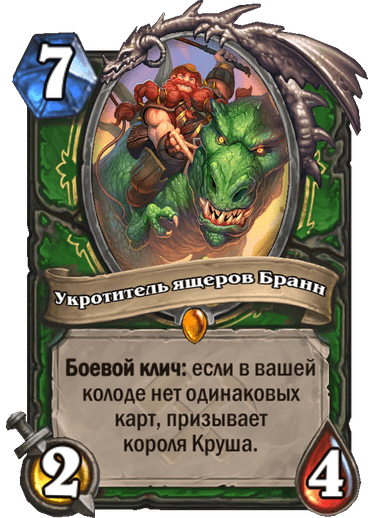 7
Укротитель ящеров Бранн
Боевой клич: если в вашей
колоде нет одинаковых
карт, призывает
короля Круша.
2
4